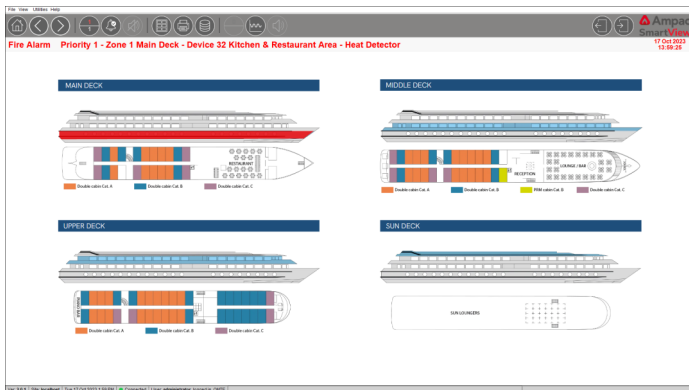 File View Utilities Help
Ampac
SmartView
Fire Alarm Priority 1 - Zone 1 Main Deck - Device 32 Kitchen & Restaurant Area - Heat Detector
17 Oct 2023
13:59:25
MAIN DECK
RESTAURANT
Double cabin Cat. A Double cabin Cat. B Double cabin Cat. C
MIDDLE DECK
RECEPTION
LOUNGE / BAR
Double cabin Cat. A Double cabin Cat. B PRM cabin Cat. B Double cabin Cat. C
UPPER DECK
Double cabin Cat. A Double cabin Cat. B Double cabin Cat. C
SUN DECK
SUN LOUNGERS